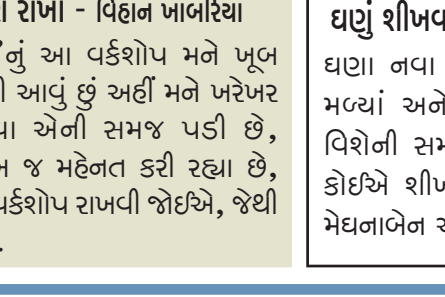 રાખો - વિહાન ખાબરિયા
નું આ વર્કશોપ મને ખૂબ
આવું છું અહીં મને ખરેખર
એની સમજ પડી છે,
જ મહેનત કરી રહ્યા છે,
વર્કશોપ રાખવી જોઈએ, જેથી
ઘણું શીખવ
ઘણા નવા
મળ્યાં અને
વિશેની સમ
કોઈએ શીખ
મેઘનાબેન